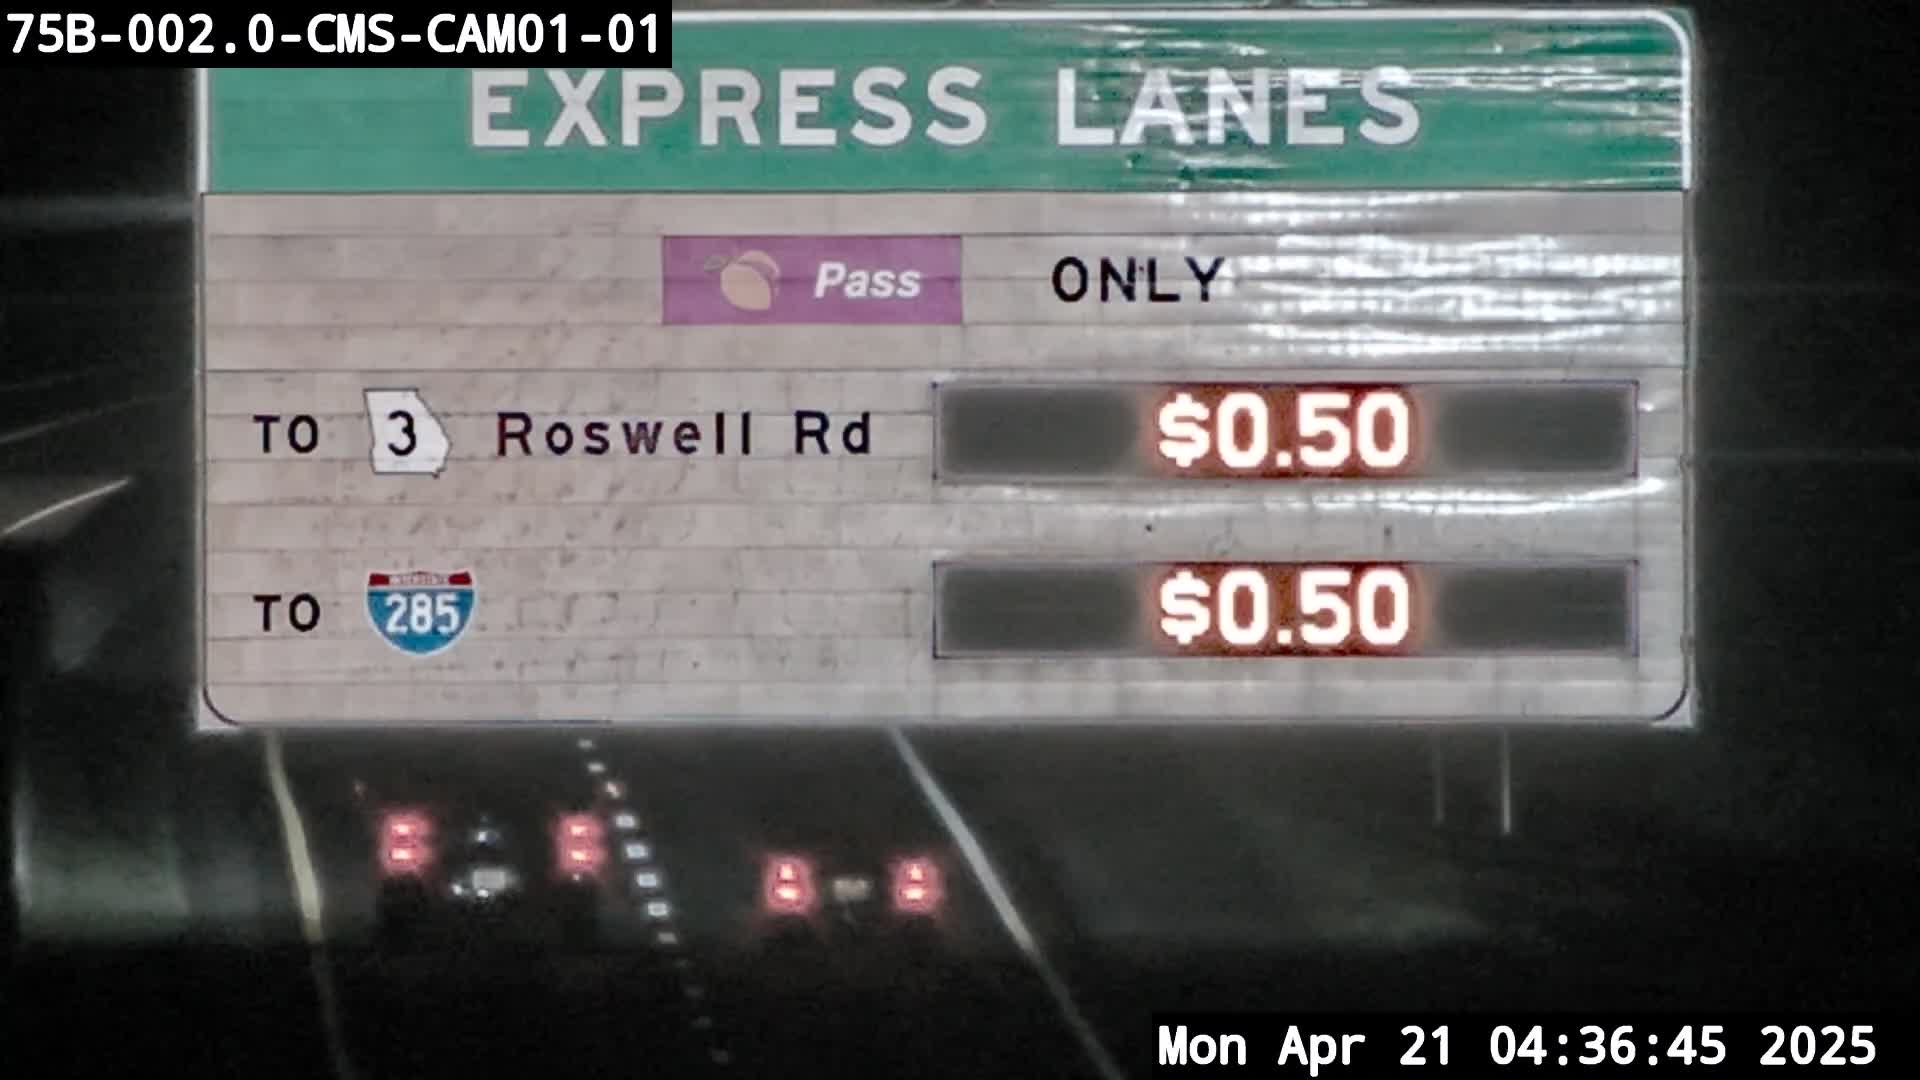 75B-002.0-CMS-CAM01-01
EXPRESS LANES
Pass ONLY
TO 3 Roswell Rd $0.50
INTERSTATE
TO 285 $0.50
Mon Apr 21 04:36:45 2025